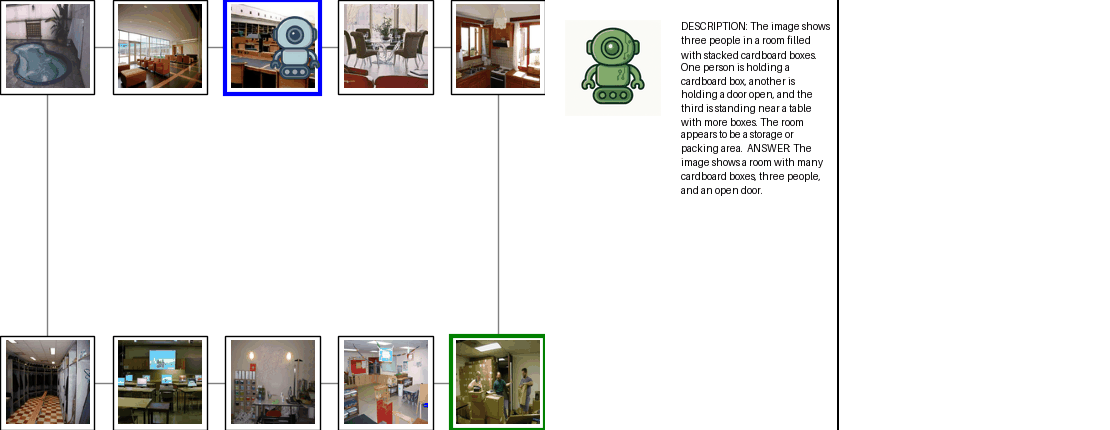 DESCRIPTION: The image shows
three people in a room filled
with stacked cardboard boxes.
One person is holding a
cardboard box, another is
holding a door open, and the
third is standing near a table
with more boxes. The room
appears to be a storage or
packing area.  ANSWER: The
image shows a room with many
cardboard boxes, three people,
and an open door.